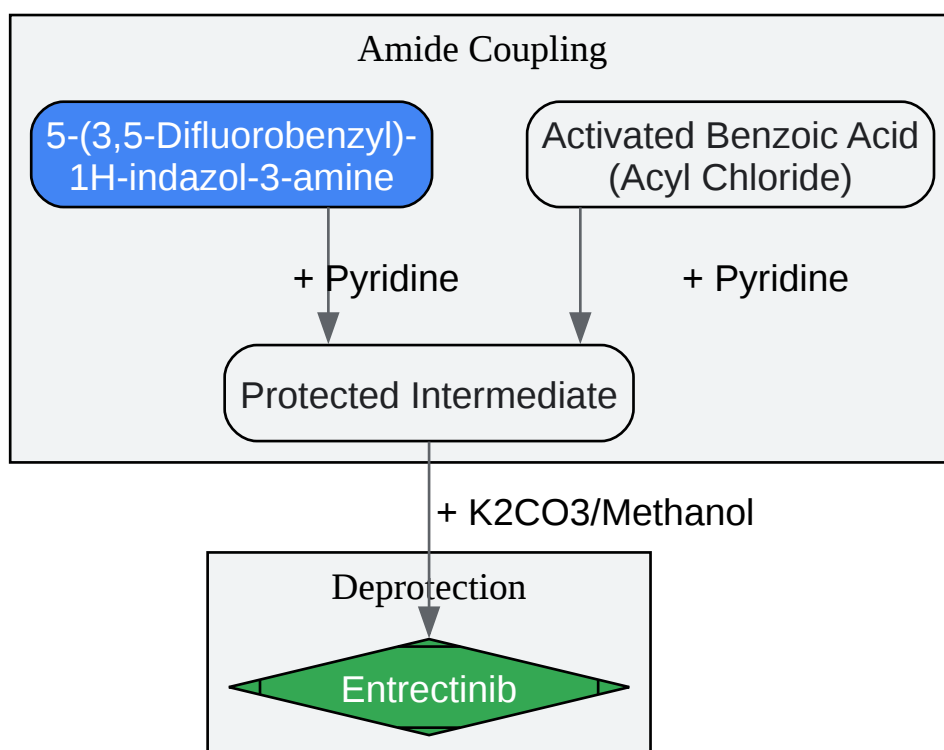 Amide Coupling
5-(3,5-Difluorobenzyl)-
1H-indazol-3-amine
Activated Benzoic Acid
(Acyl Chloride)
+ Pyridine
+ Pyridine
Protected Intermediate
+ K2CO3/Methanol
Deprotection
Entrectinib